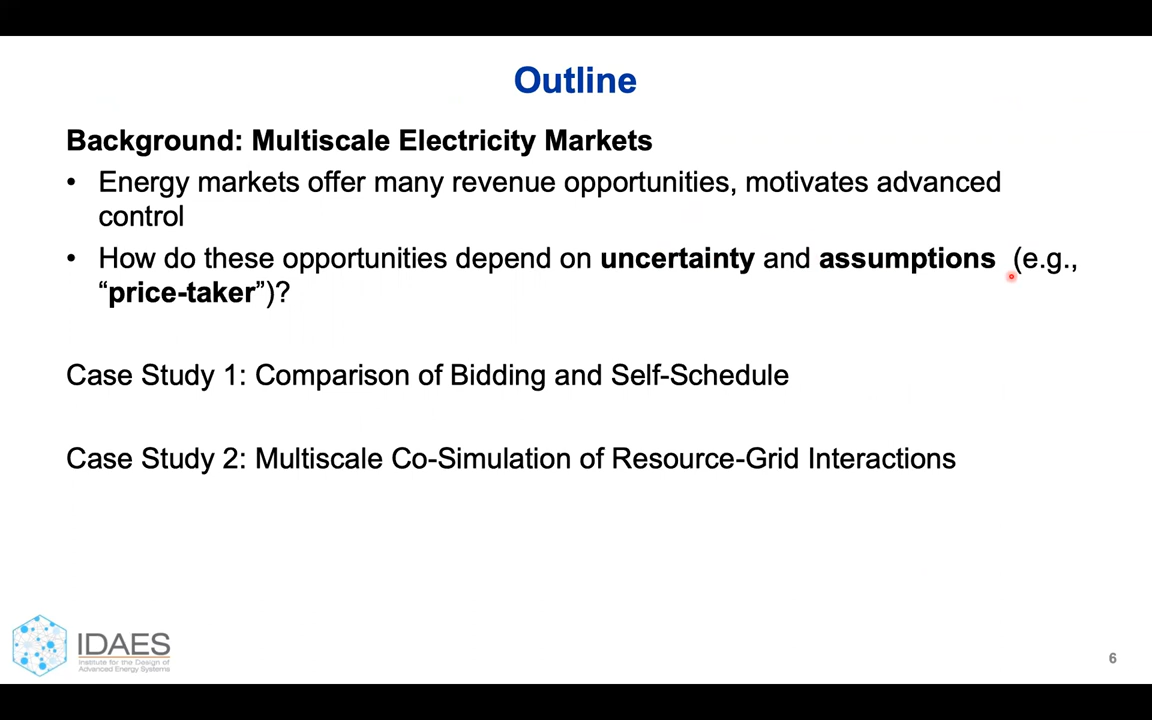 Outline
Background: Multiscale Electricity Markets
• Energy markets offer many revenue opportunities, motivates advanced
control
• How do these opportunities depend on uncertainty and assumptions (e.g.,
“price-taker”)?
Case Study 1: Comparison of Bidding and Self-Schedule
Case Study 2: Multiscale Co-Simulation of Resource-Grid Interactions
IDAES
Institute for the Design of
Advanced Energy Systems
6